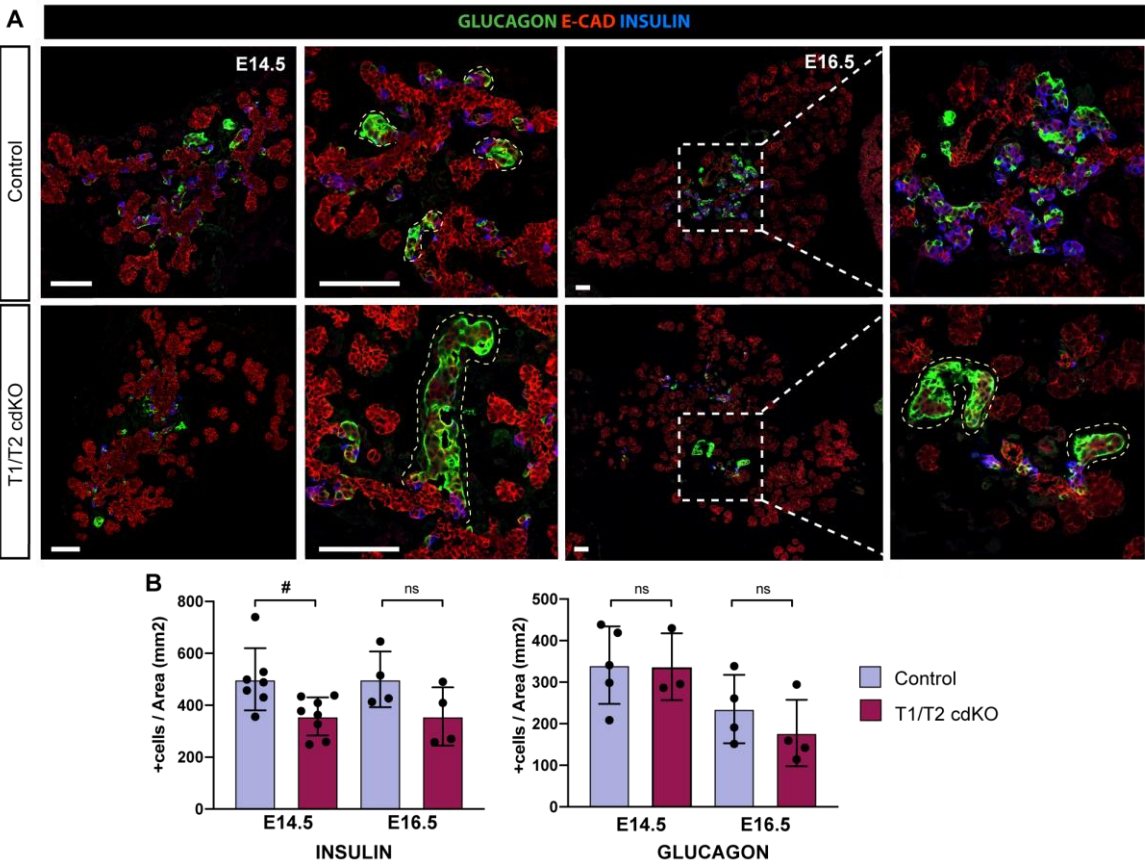 A
GLUCAGON E-CAD INSULIN
Control
E14.5
E16.5
T1/T2 cdKO
B
+cells / Area (mm2)
800
600
400
200
0
#
ns
E14.5
E16.5
INSULIN
+cells / Area (mm2)
500
400
300
200
100
0
ns
ns
E14.5
E16.5
GLUCAGON
Control
T1/T2 cdKO